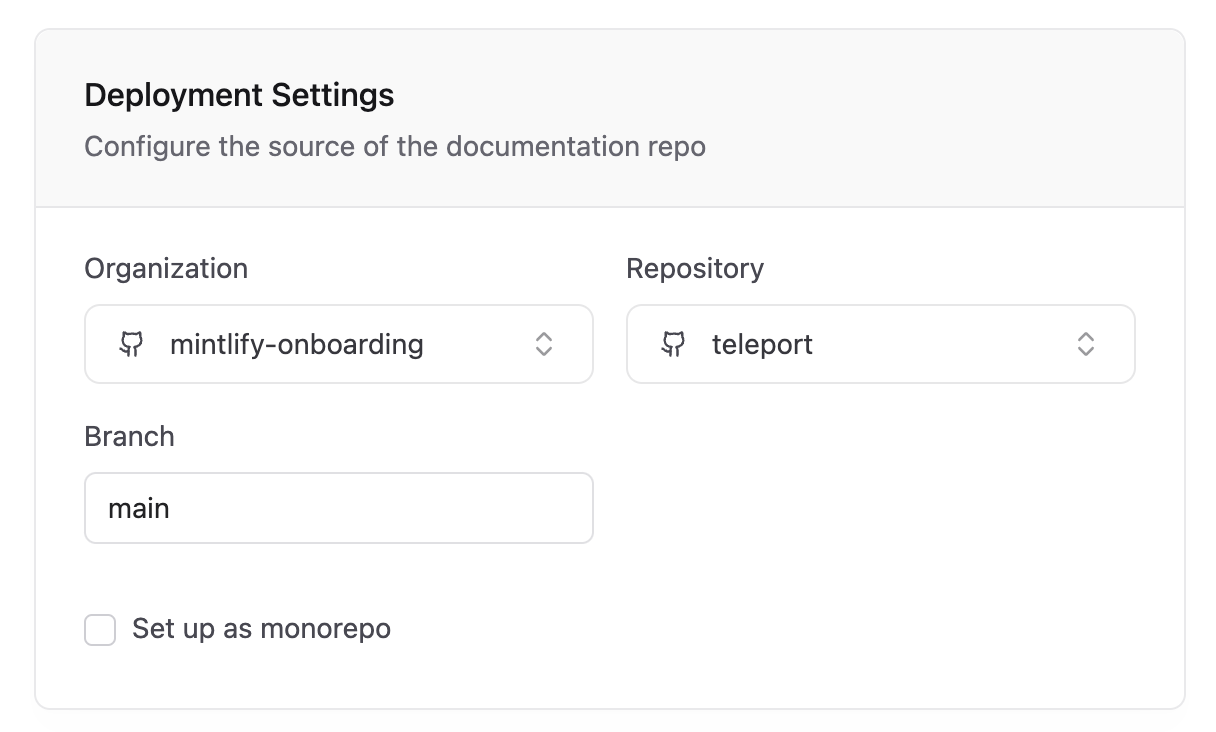 Deployment Settings
Configure the source of the documentation repo
Organization
Repository
mintlify-onboarding
teleport
Branch
main
Set up as monorepo